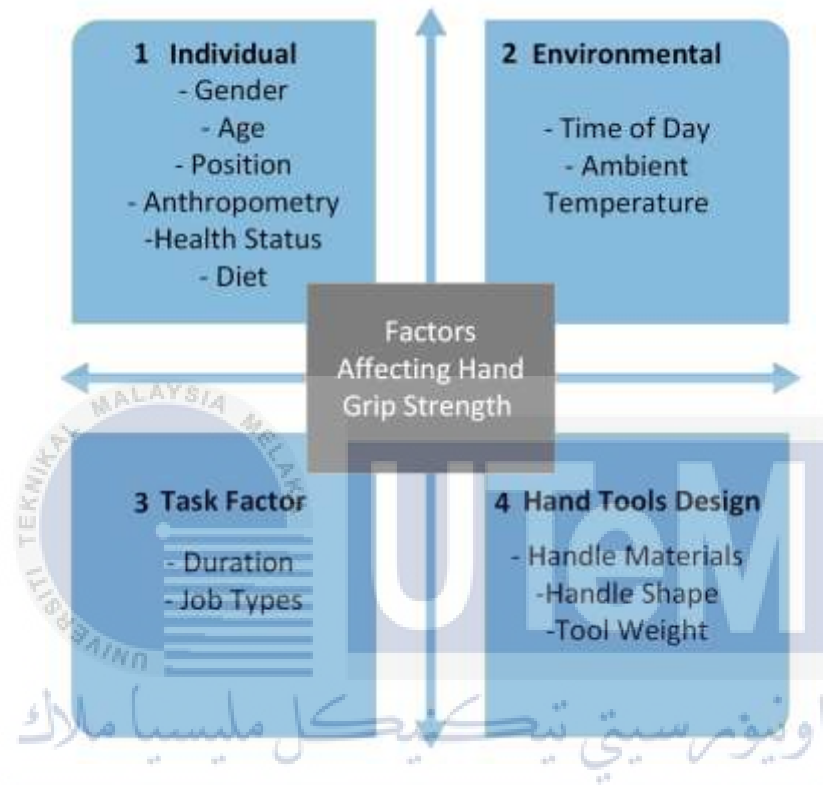 1 Individual
- Gender
- Age
- Position
- Anthropometry
-Health Status
- Diet
2 Environmental
- Time of Day
- Ambient
Temperature
Factors
Affecting Hand
Grip Strength
3 Task Factor
- Duration
- Job Types
4 Hand Tools Design
- Handle Materials
-Handle Shape
-Tool Weight
UNIVERSITI TEKNIKAL MALAYSIA MELAKA
UTeM
اونيۏرسيتي تيكنيكل مليسيا ملاك